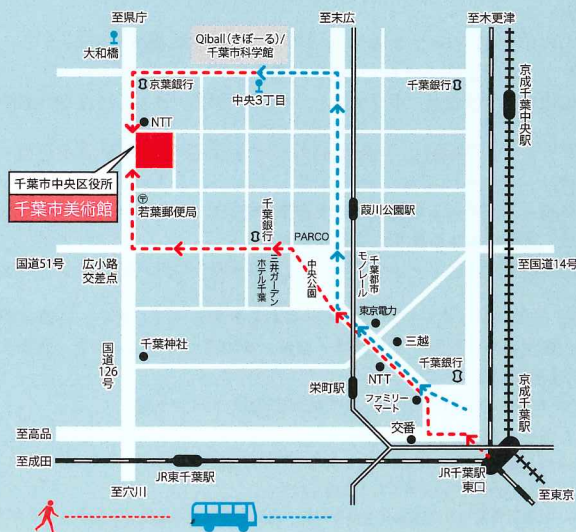 至県庁
至末広
至木更津
Qiball（きぼーる）/
千葉市科学館
大和橋
京葉銀行
中央3丁目
千葉銀行
京成千葉中央駅
NTT
千葉市中央区役所
千葉市美術館
〒
若葉郵便局
千葉銀行
葭川公園駅
PARCO
国道51号
広小路
交差点
三井ガーデン
ホテル千葉
中央公園
千葉都市
モノレール
至国道14号
東京電力
千葉神社
三越
国道126号
NTT
千葉銀行
栄町駅
ファミリー
マート
京成千葉駅
至高品
交番
至成田
JR東千葉駅
JR千葉駅
東口
至穴川
至東京